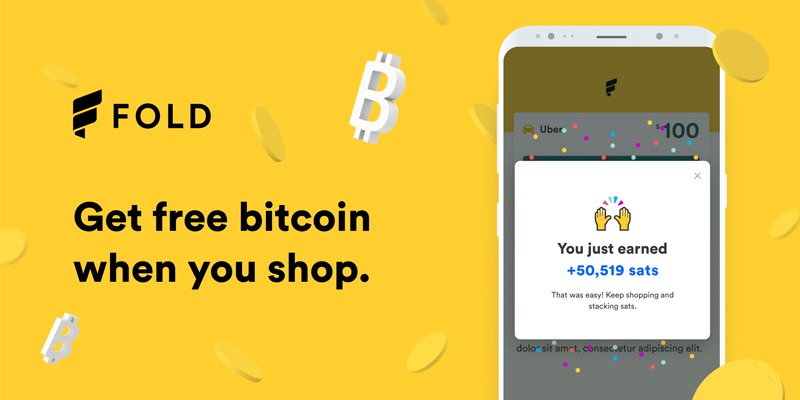 FOLD
Get free bitcoin
when you shop.
Uber
$100
You just earned
+50,519 sats
That was easy! Keep shopping and
stacking sats.
dolor sit amet, consectetur adipiscing elit.